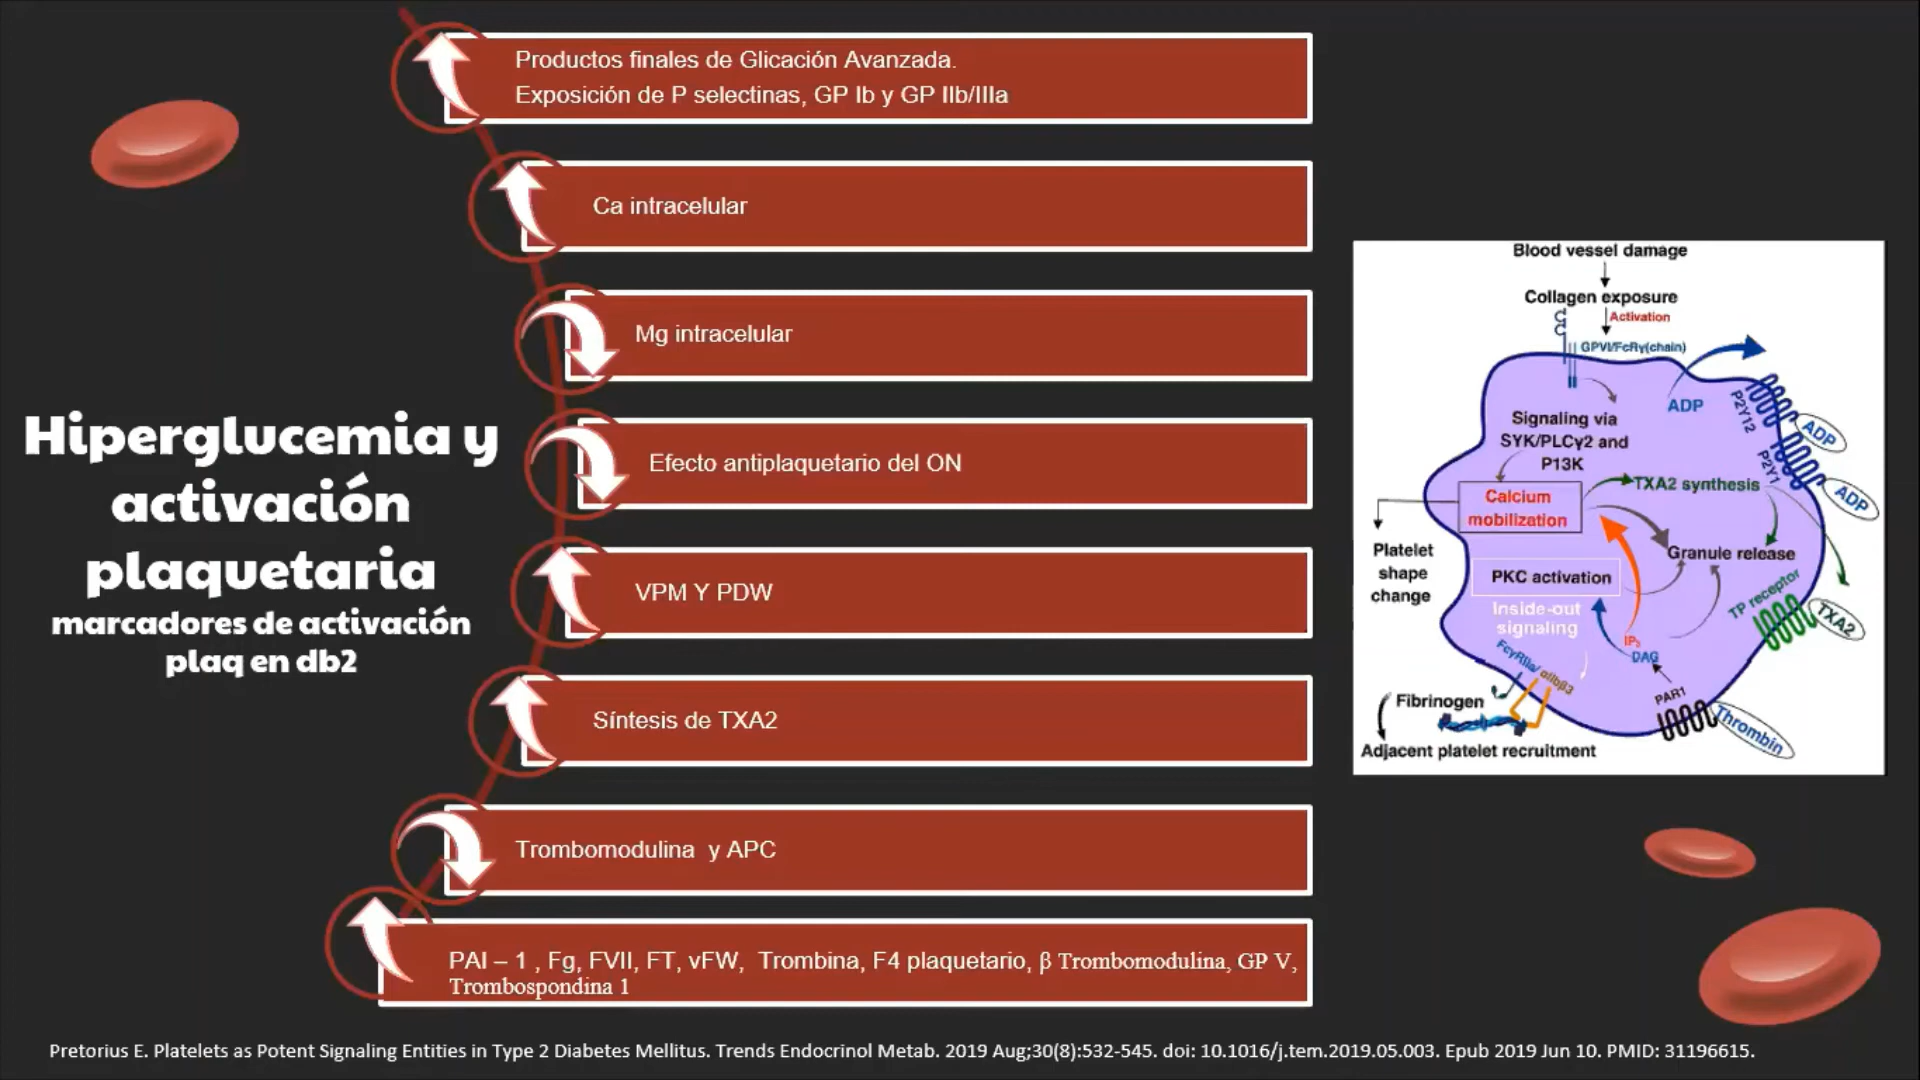 Hiperglucemia y
activación
plaquetaria
marcadores de activación
plaq en db2
Productos finales de Glicación Avanzada.
Exposición de P selectinas, GP Ib y GP IIb/IIIa
Ca intracelular
Mg intracelular
Efecto antiplaquetario del ON
VPM Y PDW
Síntesis de TXA2
Trombomodulina y APC
PAI – 1 , Fg, FVII, FT, vFW, Trombina, F4 plaquetario, β Trombomodulina, GP V,
Trombospondina 1
Blood vessel damage
Collagen exposure
Activation
GPVI/FcRγ(chain)
ADP
P2Y12
ADP
P2Y1
ADP
Signaling via
SYK/PLCγ2 and
P13K
Calcium
mobilization
TXA2 synthesis
Granule release
Platelet
shape
change
PKC activation
Inside-out
signaling
TP receptor
TXA2
IP3
DAG
FcγRIIa/ αIIbβ3
PAR1
Thrombin
Fibrinogen
Adjacent platelet recruitment
Pretorius E. Platelets as Potent Signaling Entities in Type 2 Diabetes Mellitus. Trends Endocrinol Metab. 2019 Aug;30(8):532-545. doi: 10.1016/j.tem.2019.05.003. Epub 2019 Jun 10. PMID: 31196615.